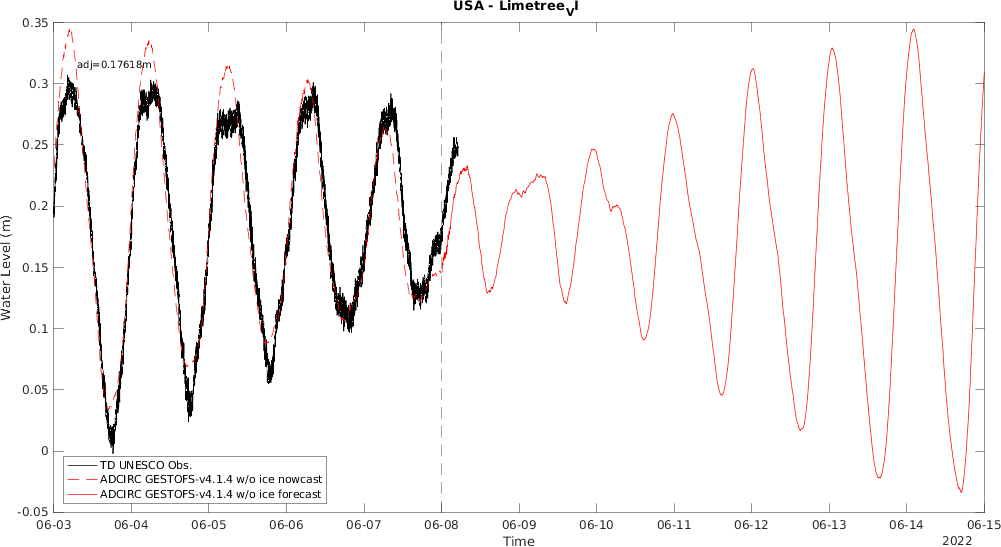 USA - Limetree_VI
0.35
0.3
0.25
0.2
0.15
0.1
0.05
0
-0.05
Water Level (m)
adj=0.17618m
TD UNESCO Obs.
ADCIRC GESTOFS-v4.1.4 w/o ice nowcast
ADCIRC GESTOFS-v4.1.4 w/o ice forecast
06-03 06-04 06-05 06-06 06-07 06-08 06-09 06-10 06-11 06-12 06-13 06-14 06-15
Time
2022